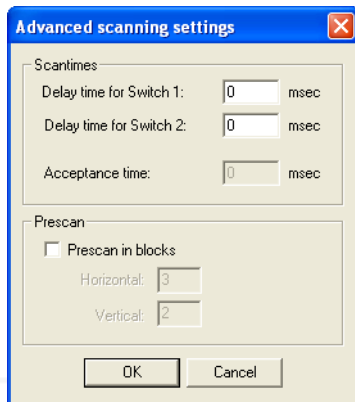 Advanced scanning settings
Scantimes
Delay time for Switch 1: 0 msec
Delay time for Switch 2: 0 msec
Acceptance time: 0 msec
Prescan
Prescan in blocks
Horizontal: 3
Vertical: 2
OK Cancel